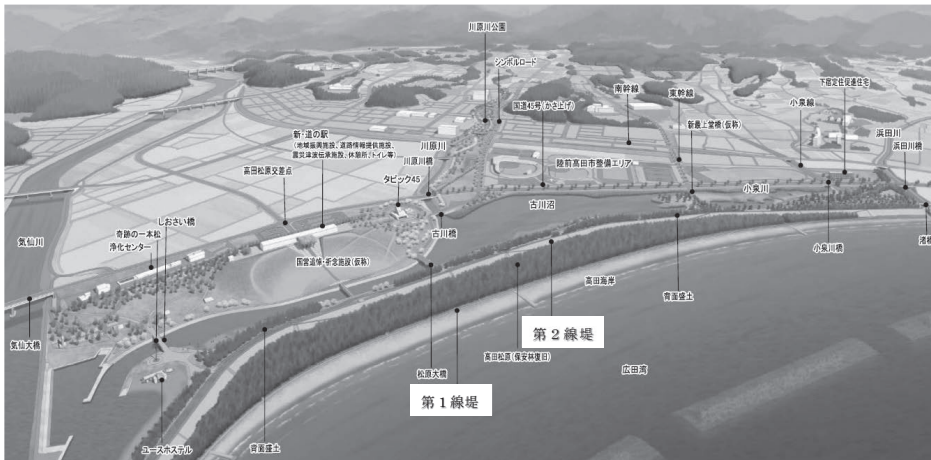 川原川公園
シンボルロード
国道45号(かさ上げ)
南幹線
東幹線
新最上堂橋(仮称)
小泉線
下宿定住促進住宅
浜田川
浜田川橋
新・道の駅
(地域振興施設、道路情報提供施設、
震災津波伝承施設、休憩所、トイレ等)
川原川
川原川橋
高田松原交差点
タピック45
陸前高田市整備エリア
小泉川
古川沼
しおさい橋
奇跡の一本松
浄化センター
気仙川
国営追悼・祈念施設(仮称)
古川橋
小泉川橋
高田海岸
背面盛土
第2線堤
気仙大橋
高田松原(保安林復旧)
松原大橋
広田湾
第1線堤
ユースホステル
背面盛土